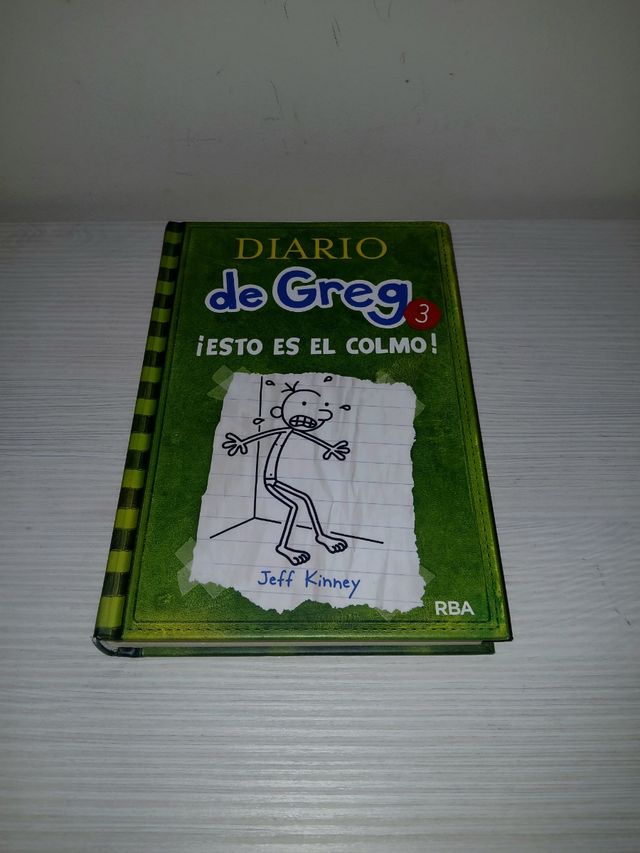 DIARIO
de Greg
3
¡ESTO ES EL COLMO!
Jeff Kinney
RBA